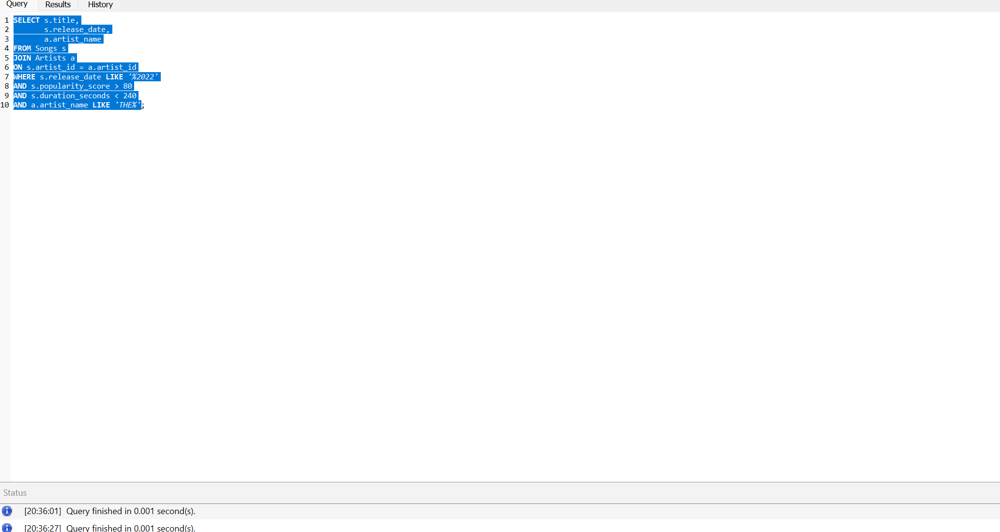 Query Results History
1 SELECT s.title,
2 s.release_date,
3 a.artist_name
4 FROM Songs s
5 JOIN Artists a
6 ON s.artist_id = a.artist_id
7 WHERE s.release_date LIKE '%2022'
8 AND s.popularity_score > 80
9 AND s.duration_seconds < 240
10 AND a.artist_name LIKE 'THE%';
Status
[20:36:01] Query finished in 0.001 second(s).
[20:36:27] Query finished in 0.001 second(s).